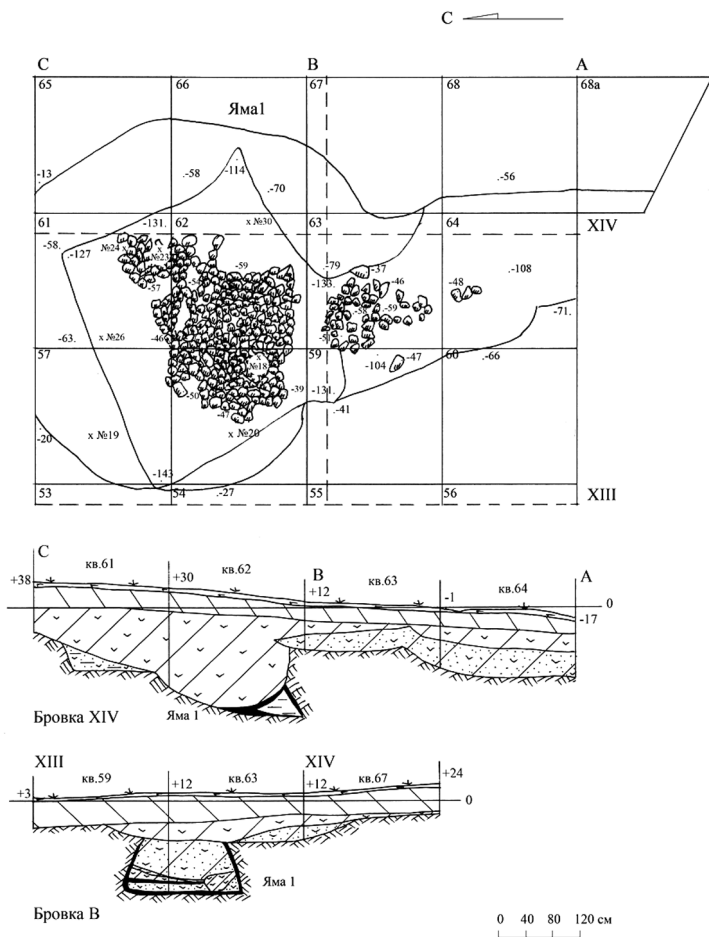 С
С В А
65 66 67 68 68а
Яма1
-13 .-58 -114 .-70 .-56
61 -131. 62 х №30 63 64 XIV
-58. -127 №24 х х №23 -59 -79 -37
-57 -54 -133. -46 -48 -108
-58 -59 -71.
-63. х №26 -46 -51
57 59 -104 -47 60 -66
х №18
-50 -39 -131. -41
-47
-20 х №19 х №20
-143
53 54 .-27 55 56 XIII
С В А
+38 кв.61 +30 кв.62 +12 кв.63 -1 кв.64 0
-17
Бровка XIV Яма 1
XIII XIV
+3 кв.59 +12 кв.63 +12 кв.67 +24
0
Яма 1
Бровка В
0 40 80 120 см